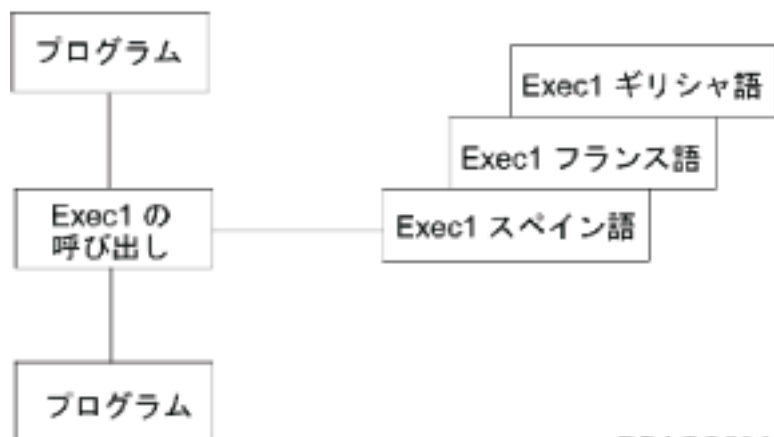 プログラム
Exec1 ギリシャ語
Exec1 フランス語
Exec1 の
呼び出し
Exec1 スペイン語
プログラム